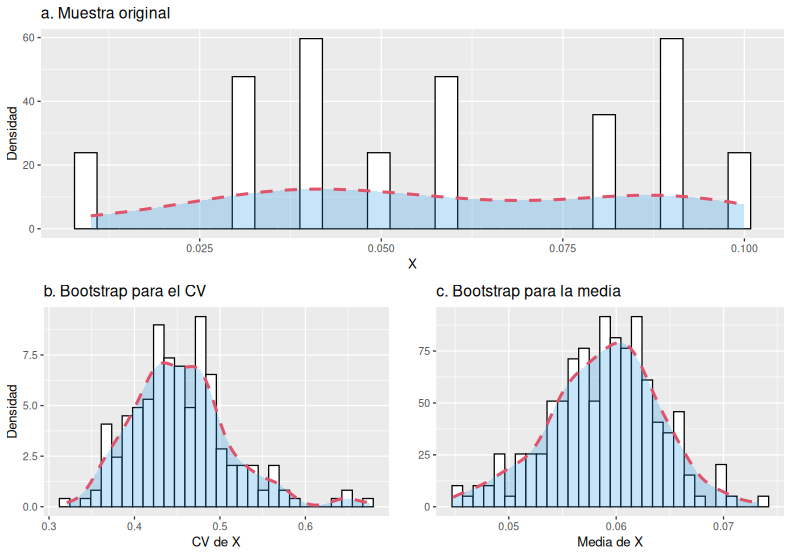 a. Muestra original
Densidad
60
40
20
0
0.025 0.050 0.075 0.100
X
b. Bootstrap para el CV
Densidad
7.5
5.0
2.5
0.0
0.3 0.4 0.5 0.6
CV de X
c. Bootstrap para la media
75
50
25
0
0.05 0.06 0.07
Media de X